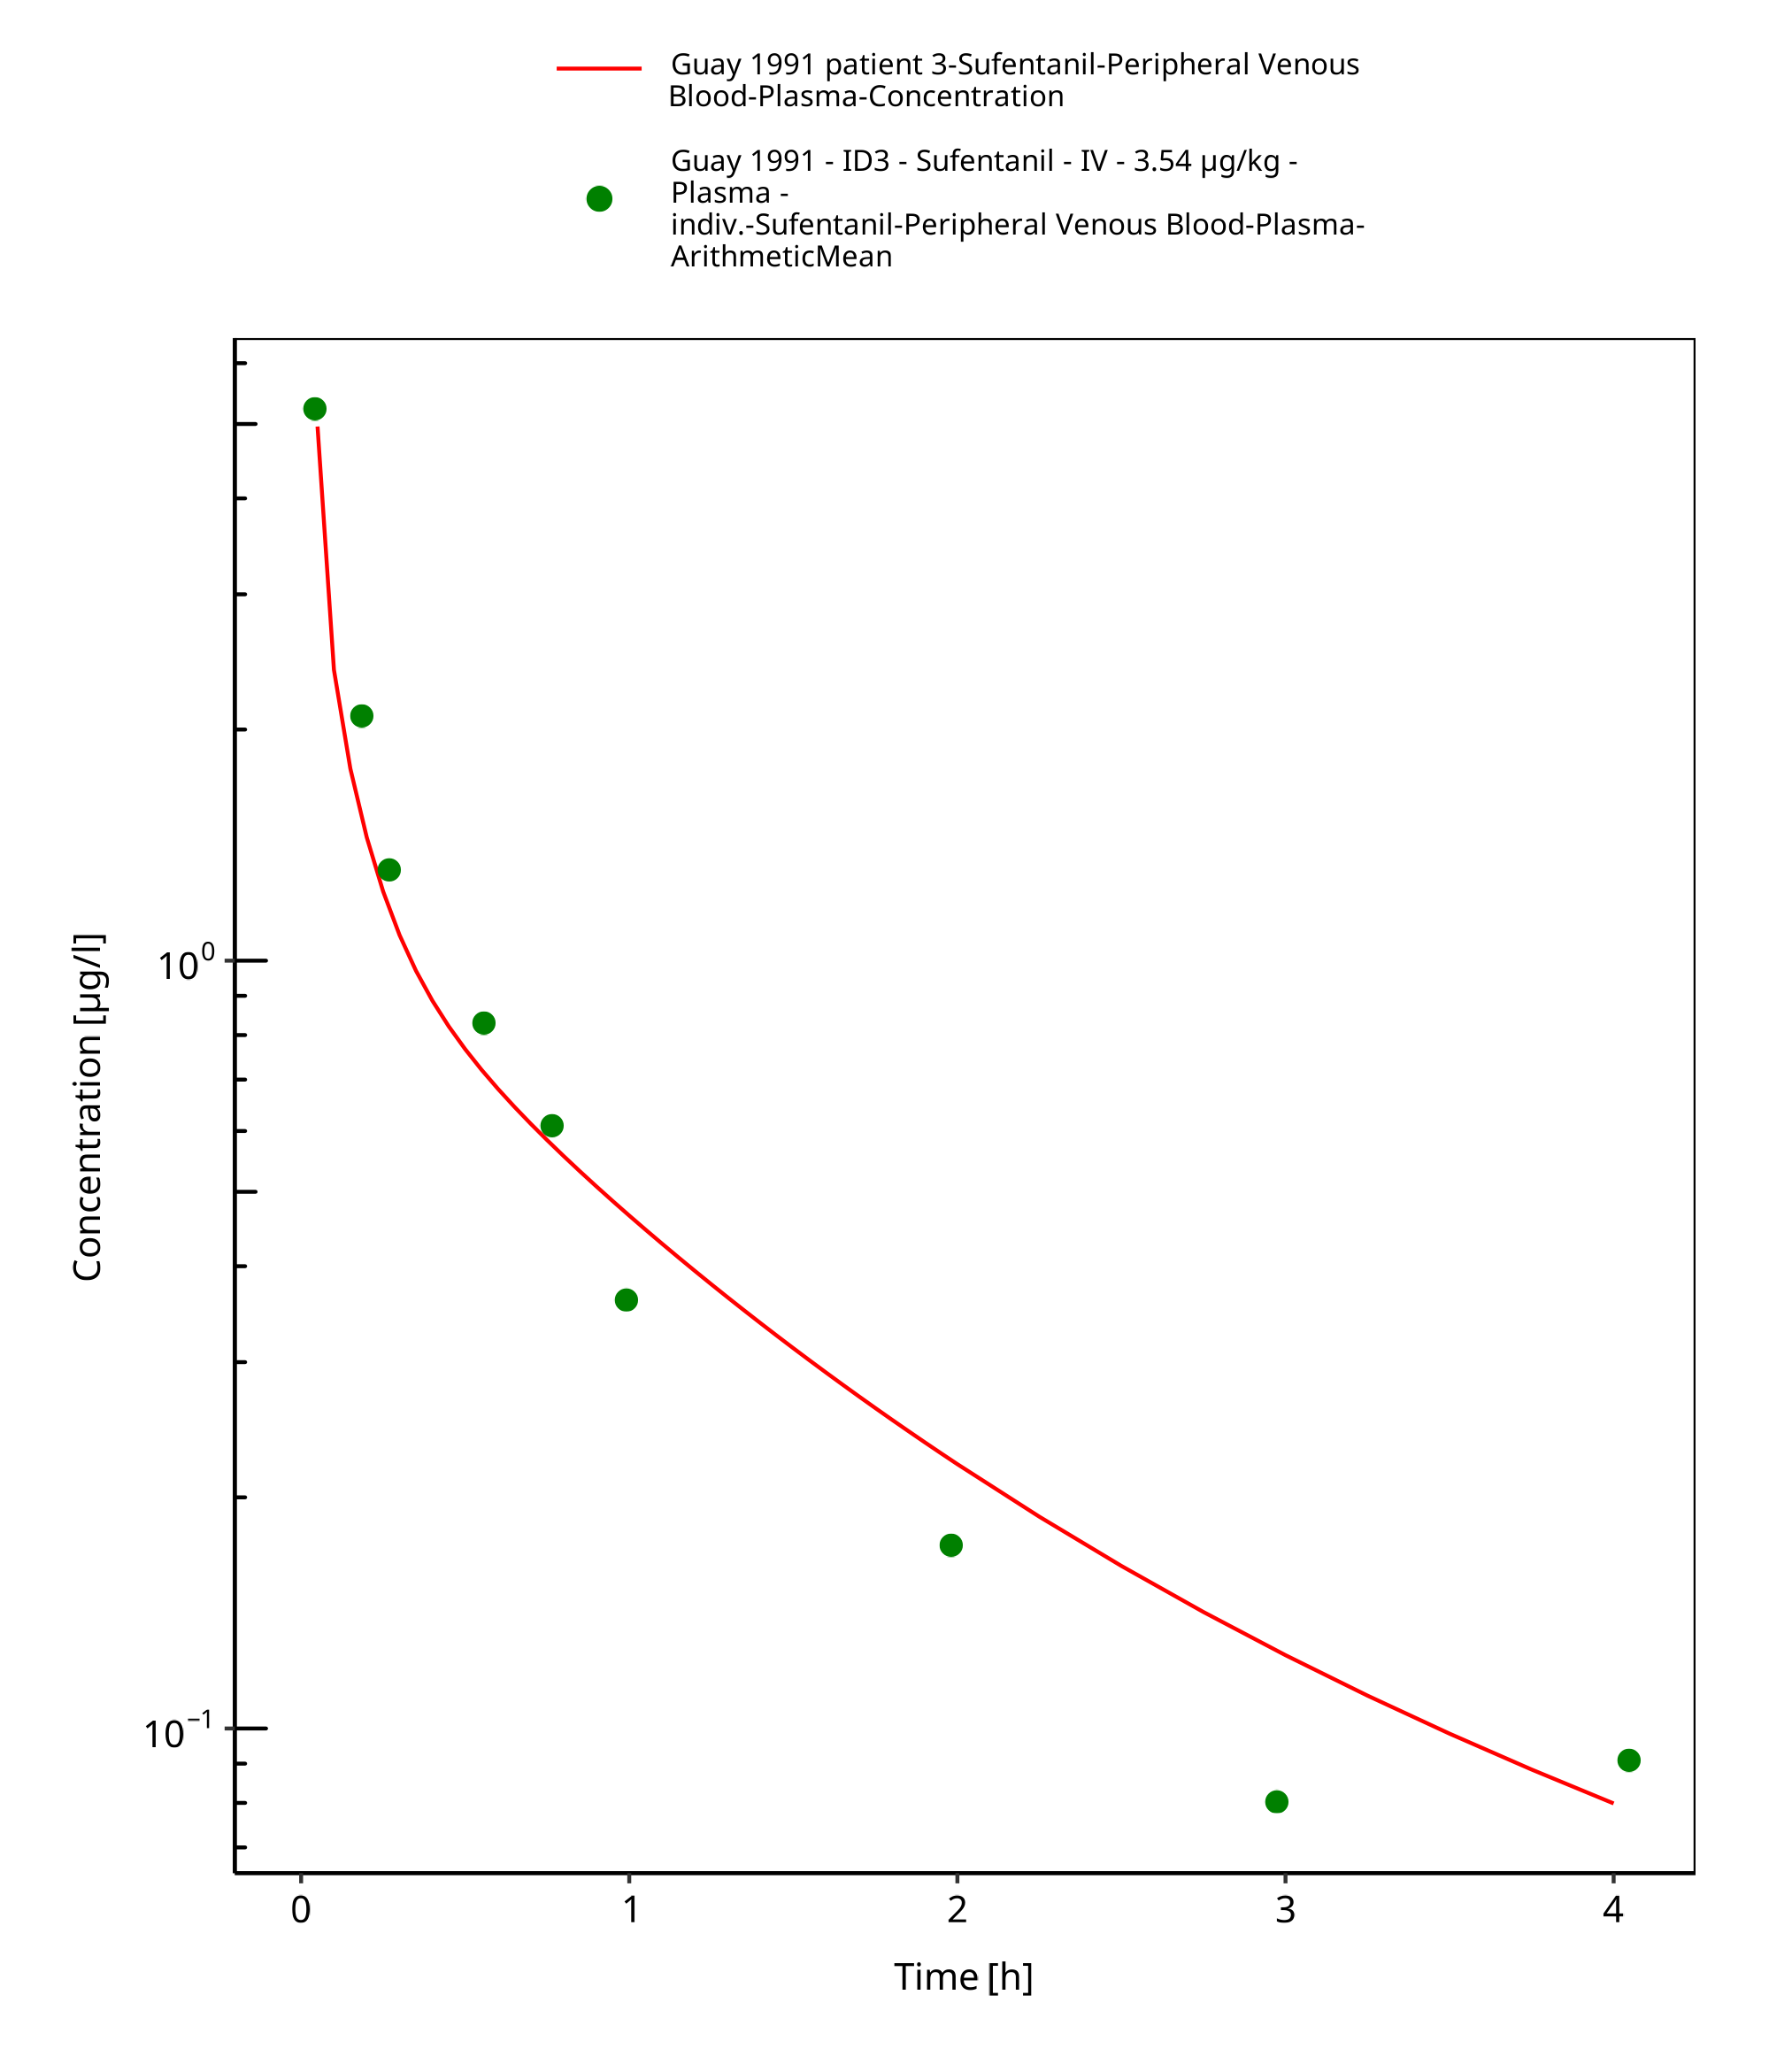 Guay 1991 patient 3-Sufentanil-Peripheral Venous
Blood-Plasma-Concentration
Guay 1991 - ID3 - Sufentanil - IV - 3.54 µg/kg -
Plasma -
indiv.-Sufentanil-Peripheral Venous Blood-Plasma-
ArithmeticMean
Concentration [µg/l]
10⁰
10⁻¹
0 1 2 3 4
Time [h]